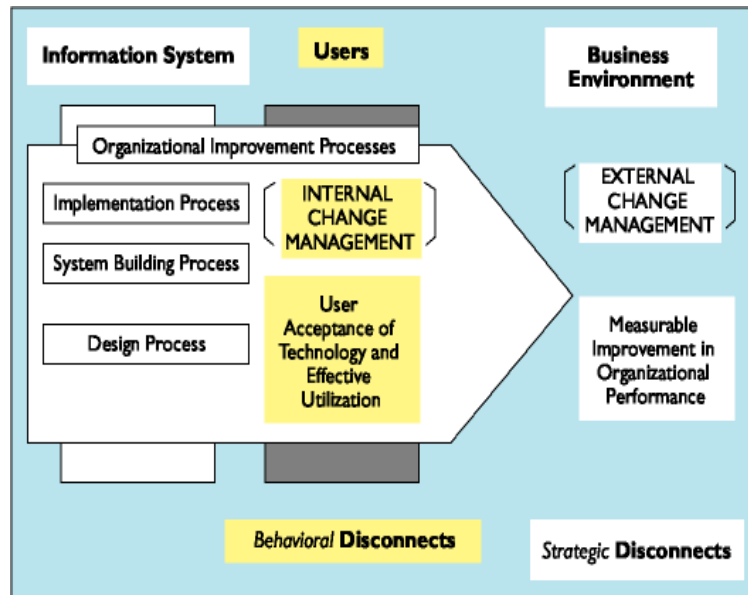 Information System
Users
Business
Environment
Organizational Improvement Processes
Implementation Process
System Building Process
Design Process
INTERNAL
CHANGE
MANAGEMENT
User
Acceptance of
Technology and
Effective
Utilization
EXTERNAL
CHANGE
MANAGEMENT
Measurable
Improvement in
Organizational
Performance
Behavioral Disconnects
Strategic Disconnects